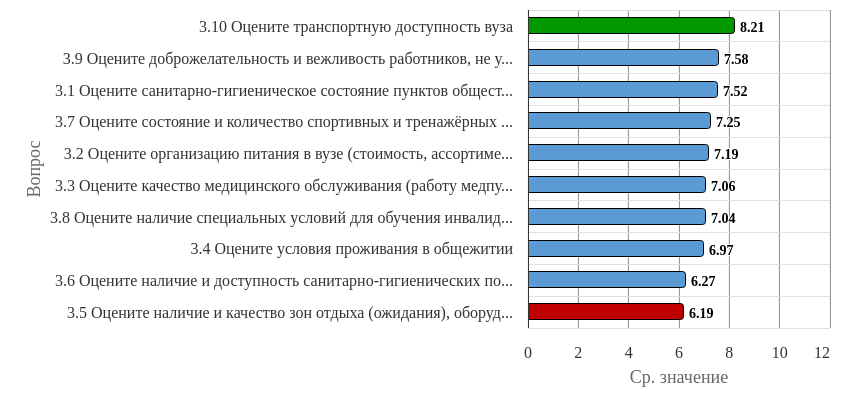 3.10 Оцените транспортную доступность вуза 8.21
3.9 Оцените доброжелательность и вежливость работников, не у... 7.58
3.1 Оцените санитарно-гигиеническое состояние пунктов общест... 7.52
3.7 Оцените состояние и количество спортивных и тренажёрных ... 7.25
3.2 Оцените организацию питания в вузе (стоимость, ассортиме... 7.19
3.3 Оцените качество медицинского обслуживания (работу медпу... 7.06
3.8 Оцените наличие специальных условий для обучения инвалид... 7.04
3.4 Оцените условия проживания в общежитии 6.97
3.6 Оцените наличие и доступность санитарно-гигиенических по... 6.27
3.5 Оцените наличие и качество зон отдыха (ожидания), оборуд... 6.19
Вопрос
0 2 4 6 8 10 12
Ср. значение